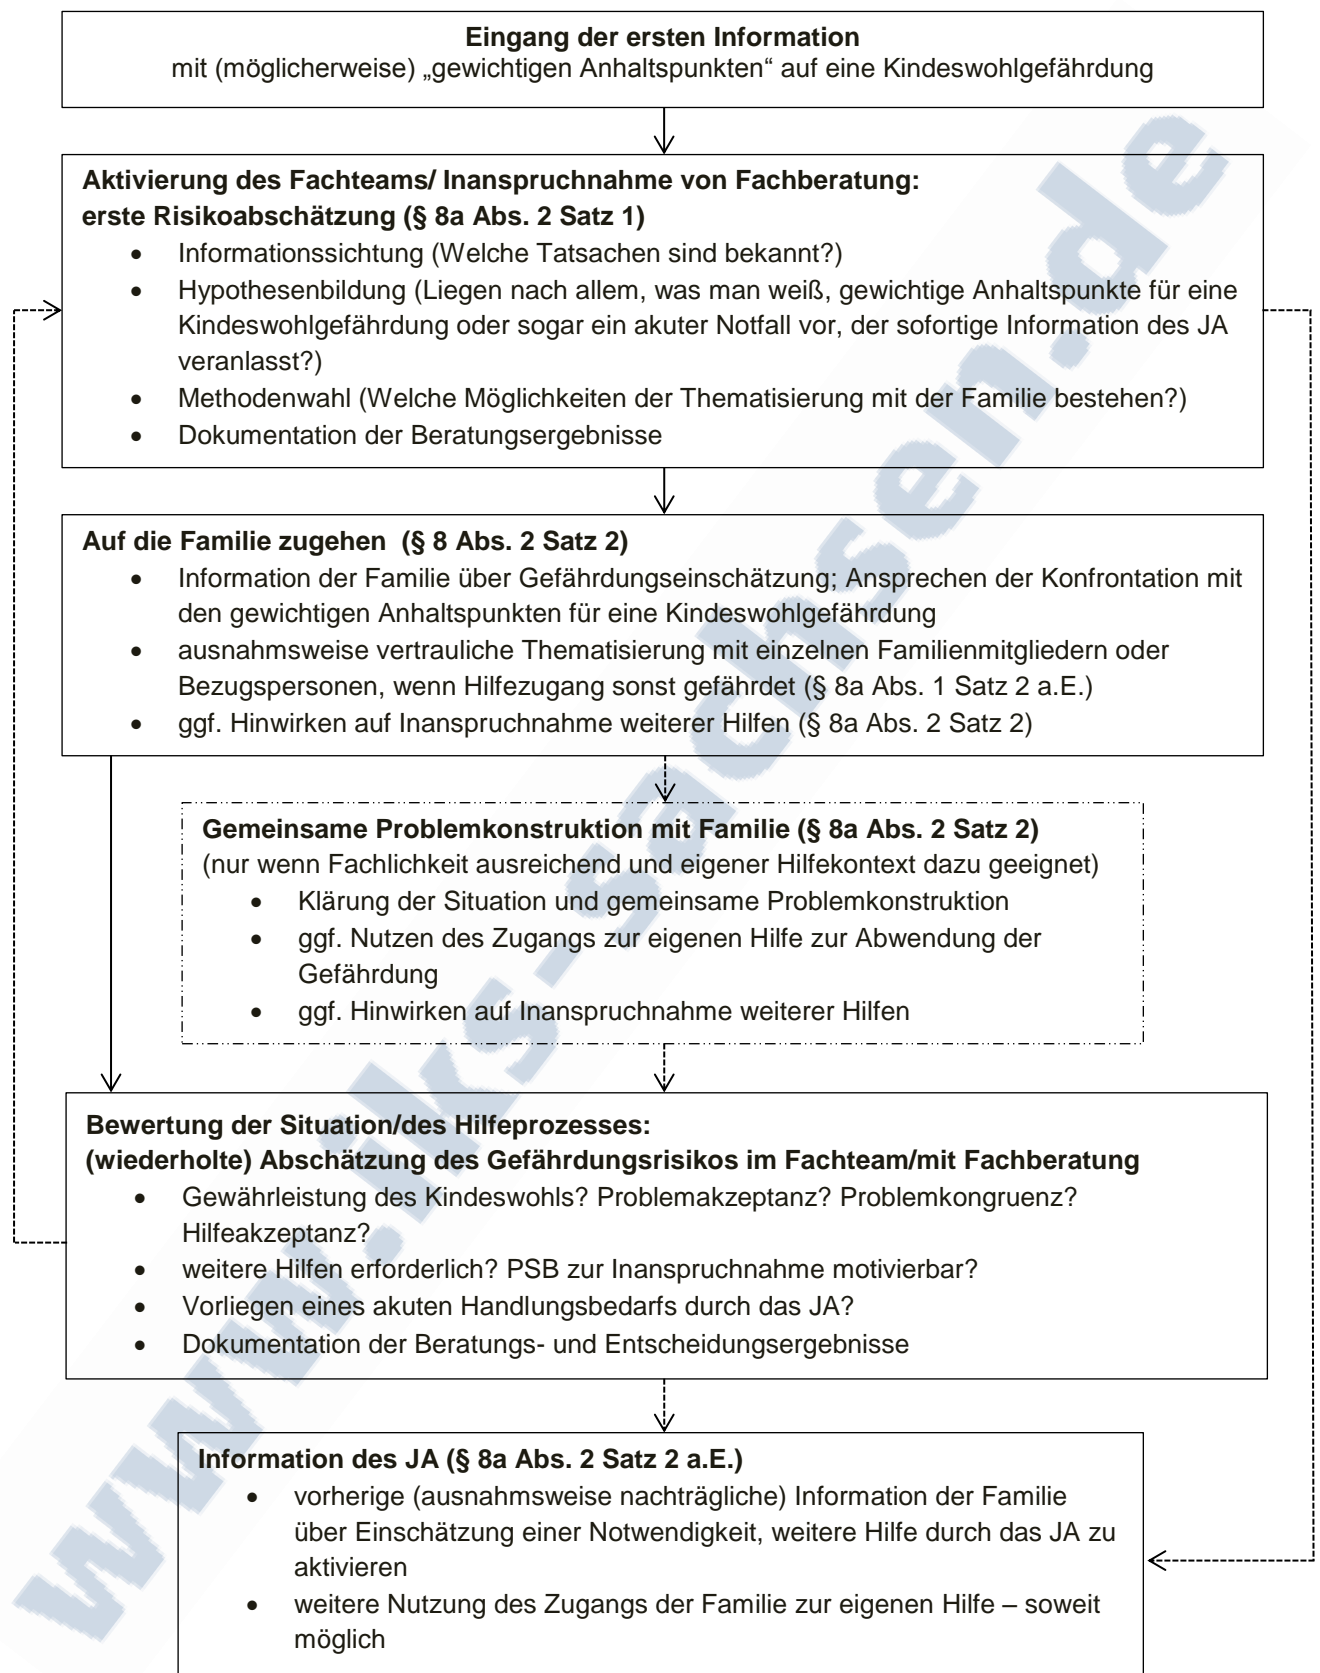 Eingang der ersten Information
mit (möglicherweise) „gewichtigen Anhaltspunkten“ auf eine Kindeswohlgefährdung
Aktivierung des Fachteams/ Inanspruchnahme von Fachberatung:
erste Risikoabschätzung (§ 8a Abs. 2 Satz 1)
• Informationssichtung (Welche Tatsachen sind bekannt?)
• Hypothesenbildung (Liegen nach allem, was man weiß, gewichtige Anhaltspunkte für eine
Kindeswohlgefährdung oder sogar ein akuter Notfall vor, der sofortige Information des JA
veranlasst?)
• Methodenwahl (Welche Möglichkeiten der Thematisierung mit der Familie bestehen?)
• Dokumentation der Beratungsergebnisse
Auf die Familie zugehen (§ 8 Abs. 2 Satz 2)
• Information der Familie über Gefährdungseinschätzung; Ansprechen der Konfrontation mit
den gewichtigen Anhaltspunkten für eine Kindeswohlgefährdung
• ausnahmsweise vertrauliche Thematisierung mit einzelnen Familienmitgliedern oder
Bezugspersonen, wenn Hilfezugang sonst gefährdet (§ 8a Abs. 1 Satz 2 a.E.)
• ggf. Hinwirken auf Inanspruchnahme weiterer Hilfen (§ 8a Abs. 2 Satz 2)
Gemeinsame Problemkonstruktion mit Familie (§ 8a Abs. 2 Satz 2)
(nur wenn Fachlichkeit ausreichend und eigener Hilfekontext dazu geeignet)
• Klärung der Situation und gemeinsame Problemkonstruktion
• ggf. Nutzen des Zugangs zur eigenen Hilfe zur Abwendung der
Gefährdung
• ggf. Hinwirken auf Inanspruchnahme weiterer Hilfen
Bewertung der Situation/des Hilfeprozesses:
(wiederholte) Abschätzung des Gefährdungsrisikos im Fachteam/mit Fachberatung
• Gewährleistung des Kindeswohls? Problemakzeptanz? Problemkongruenz?
Hilfeakzeptanz?
• weitere Hilfen erforderlich? PSB zur Inanspruchnahme motivierbar?
• Vorliegen eines akuten Handlungsbedarfs durch das JA?
• Dokumentation der Beratungs- und Entscheidungsergebnisse
Information des JA (§ 8a Abs. 2 Satz 2 a.E.)
• vorherige (ausnahmsweise nachträgliche) Information der Familie
über Einschätzung einer Notwendigkeit, weitere Hilfe durch das JA zu
aktivieren
• weitere Nutzung des Zugangs der Familie zur eigenen Hilfe – soweit
möglich
www.iks-sachsen.de